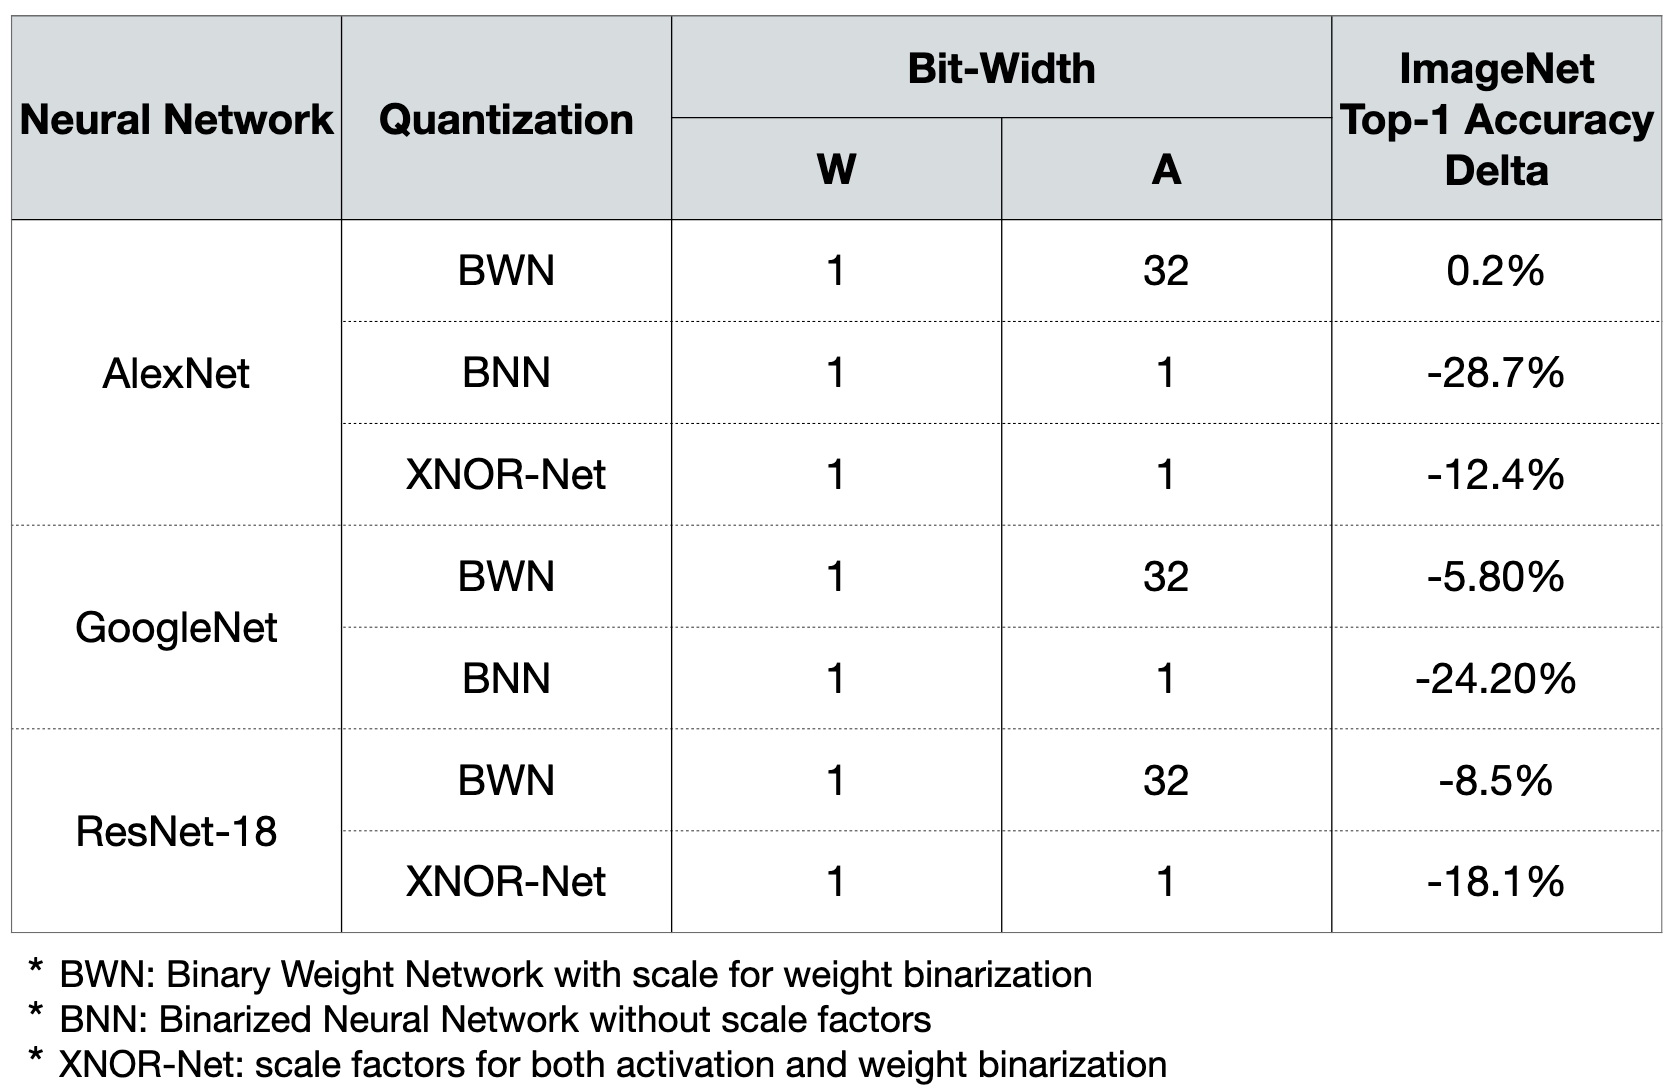 Neural Network Quantization Bit-Width ImageNet Top-1 Accuracy Delta
W A
AlexNet BWN 1 32 0.2%
BNN 1 1 -28.7%
XNOR-Net 1 1 -12.4%
GoogleNet BWN 1 32 -5.80%
BNN 1 1 -24.20%
ResNet-18 BWN 1 32 -8.5%
XNOR-Net 1 1 -18.1%
* BWN: Binary Weight Network with scale for weight binarization
* BNN: Binarized Neural Network without scale factors
* XNOR-Net: scale factors for both activation and weight binarization